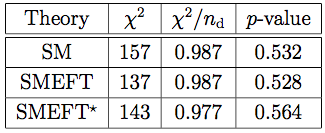 Theory χ² χ²/n_d p-value
SM 157 0.987 0.532
SMEFT 137 0.987 0.528
SMEFT⋆ 143 0.977 0.564